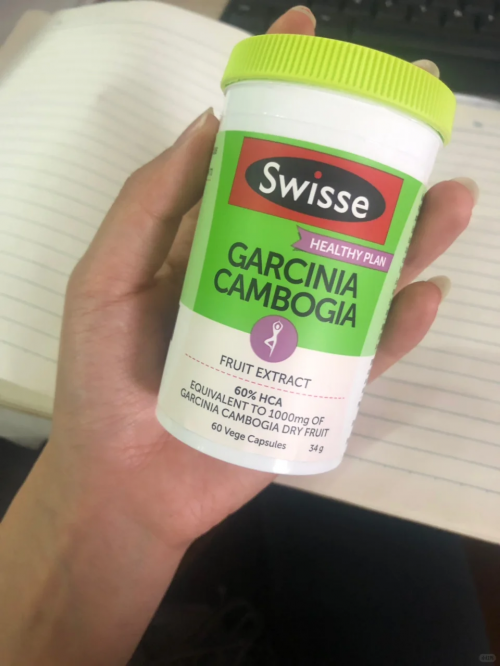 Swisse
HEALTHY PLAN
GARCINIA
CAMBOGIA
FRUIT EXTRACT
60% HCA
EQUIVALENT TO 1000mg OF
GARCINIA CAMBOGIA DRY FRUIT
60 Vege Capsules 34 g